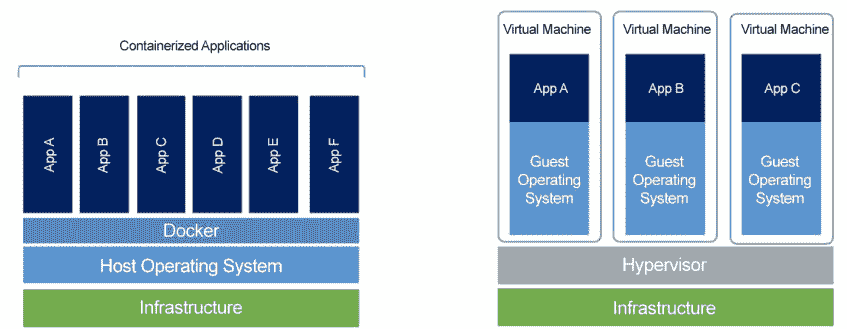 Containerized Applications
App A
App B
App C
App D
App E
App F
Docker
Host Operating System
Infrastructure
Virtual Machine
App A
Guest
Operating
System
Virtual Machine
App B
Guest
Operating
System
Virtual Machine
App C
Guest
Operating
System
Hypervisor
Infrastructure